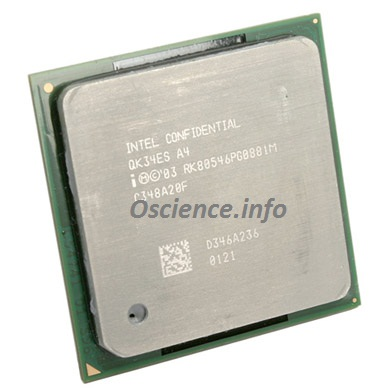 INTEL CONFIDENTIAL
QK34ES A4
i Ⓜ©'03 RK80546PG0881M
C348A20F
Oscience.info
D346A236
0121